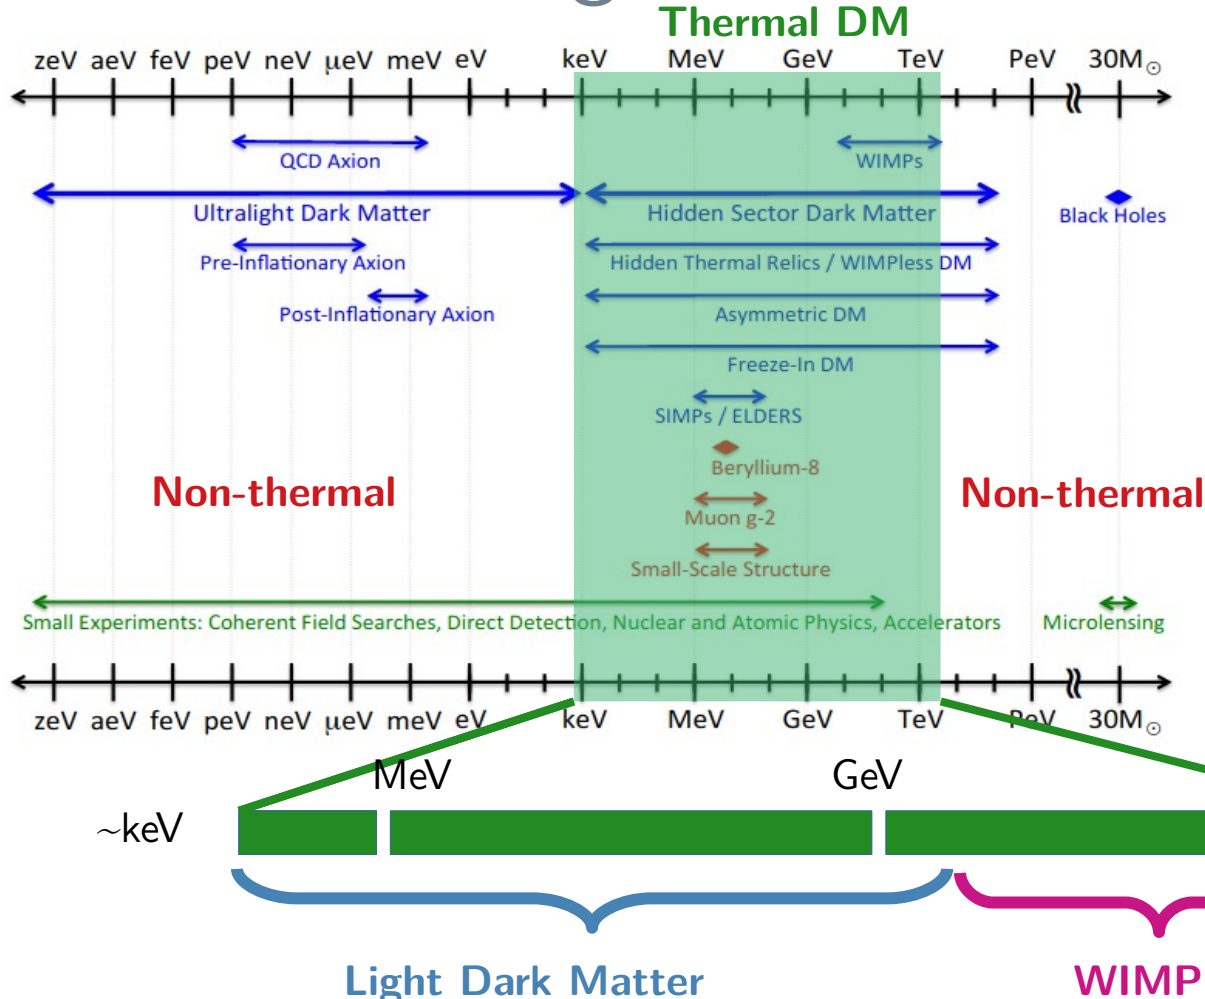 Thermal DM
zeV aeV feV peV neV μeV meV eV keV MeV GeV TeV PeV 30M☉
QCD Axion
WIMPs
Ultralight Dark Matter
Hidden Sector Dark Matter
Black Holes
Pre-Inflationary Axion
Hidden Thermal Relics / WIMPless DM
Post-Inflationary Axion
Asymmetric DM
Freeze-In DM
SIMPs / ELDERS
Beryllium-8
Non-thermal
Non-thermal
Muon g-2
Small-Scale Structure
Small Experiments: Coherent Field Searches, Direct Detection, Nuclear and Atomic Physics, Accelerators
Microlensing
zeV aeV feV peV neV μeV meV eV keV MeV GeV TeV PeV 30M☉
MeV
GeV
~keV
Light Dark Matter
WIMP